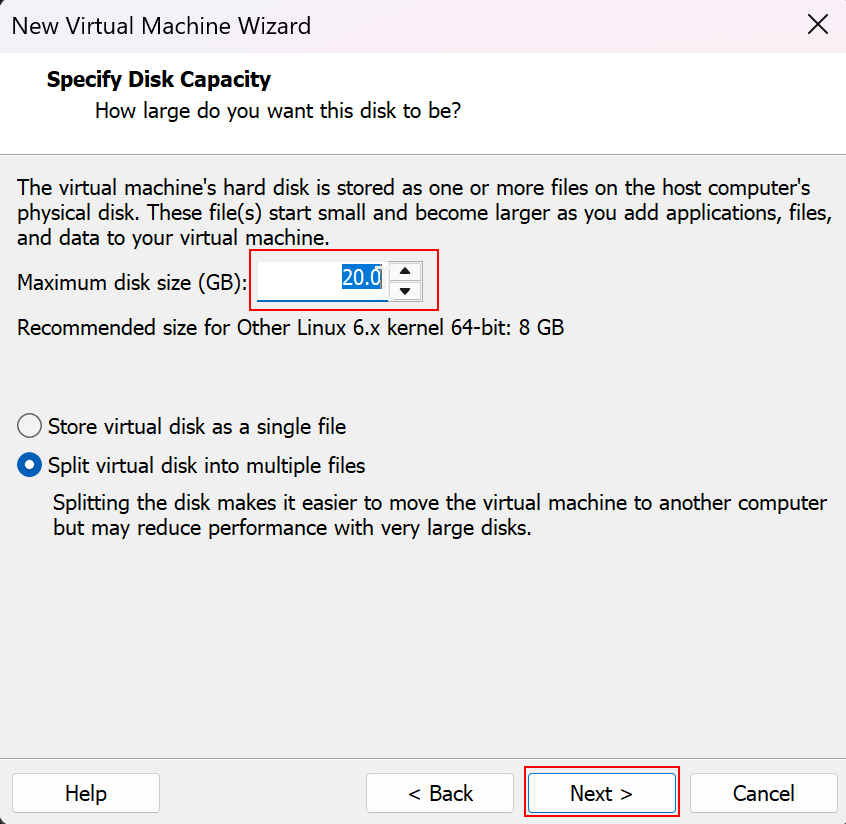 New Virtual Machine Wizard
Specify Disk Capacity
How large do you want this disk to be?
The virtual machine's hard disk is stored as one or more files on the host computer's
physical disk. These file(s) start small and become larger as you add applications, files,
and data to your virtual machine.
Maximum disk size (GB): 20.0
Recommended size for Other Linux 6.x kernel 64-bit: 8 GB
Store virtual disk as a single file
Split virtual disk into multiple files
Splitting the disk makes it easier to move the virtual machine to another computer
but may reduce performance with very large disks.
Help < Back Next > Cancel